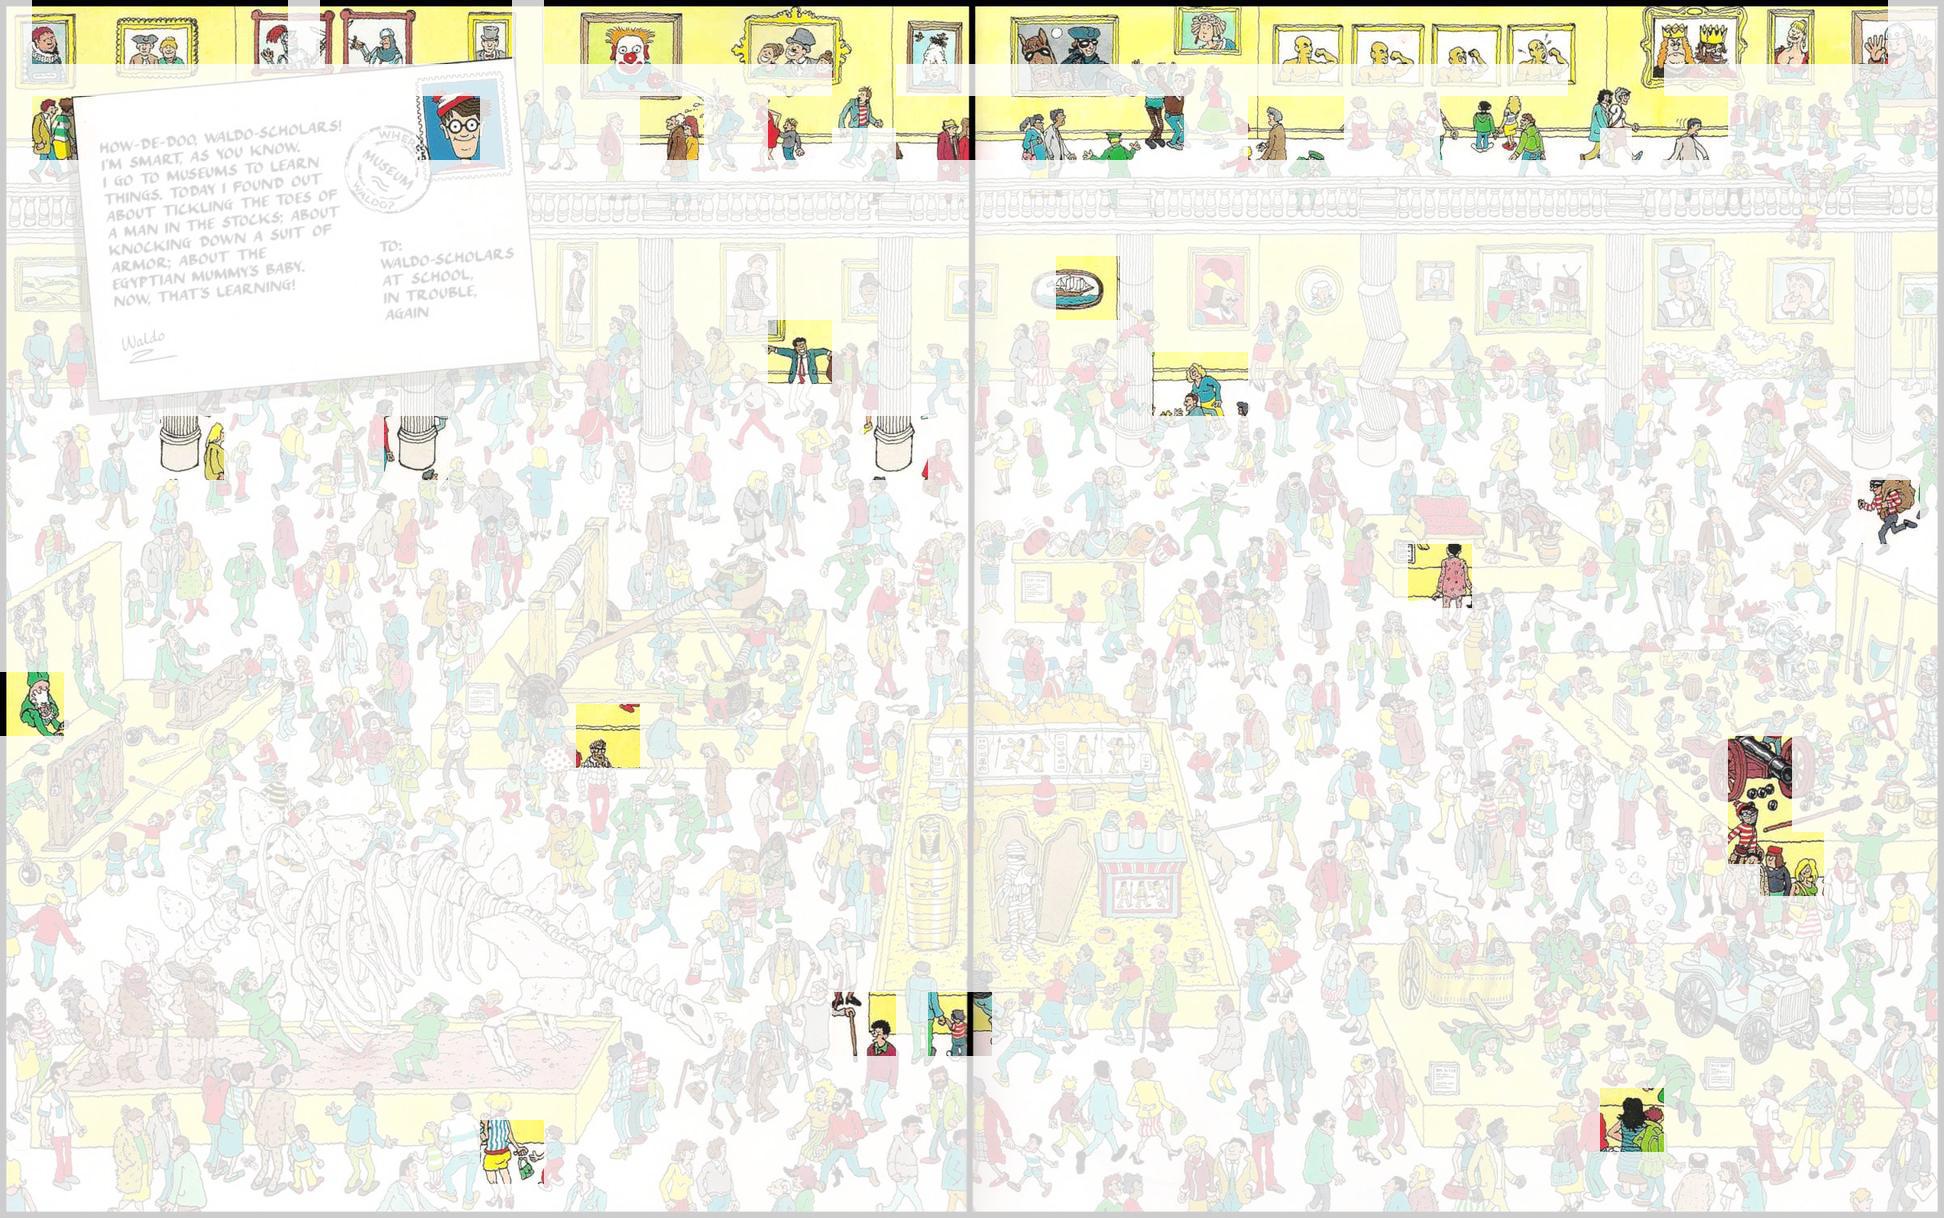 HOW-DE-DOO, WALDO-SCHOLARS!
I'M SMART, AS YOU KNOW.
I GO TO MUSEUMS TO LEARN
THINGS. TODAY I FOUND OUT
ABOUT TICKLING THE TOES OF
A MAN IN THE STOCKS; ABOUT
KNOCKING DOWN A SUIT OF
ARMOR; ABOUT THE
EGYPTIAN MUMMY'S BABY.
NOW, THAT'S LEARNING!
Waldo
MUSEUM
WALDO?
TO:
WALDO-SCHOLARS
AT SCHOOL,
IN TROUBLE,
AGAIN